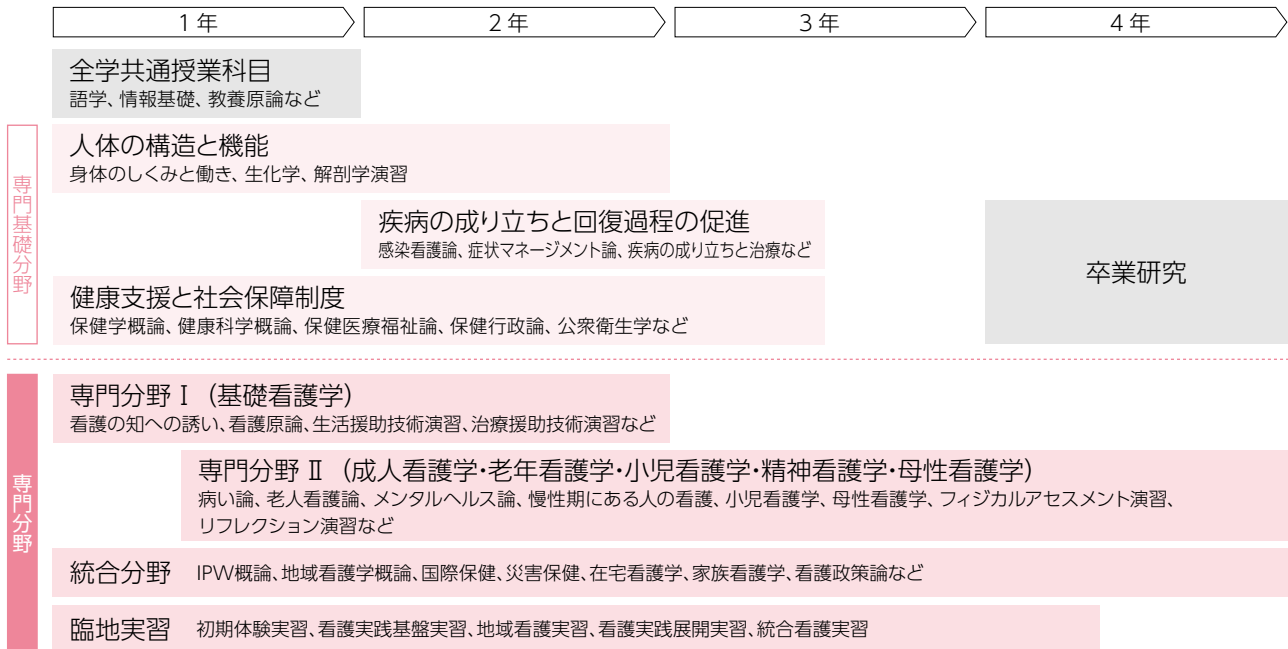 1年
2年
3年
4年
全学共通授業科目
語学、情報基礎、教養原論など
専門基礎分野
人体の構造と機能
身体のしくみと働き、生化学、解剖学演習
疾病の成り立ちと回復過程の促進
感染看護論、症状マネージメント論、疾病の成り立ちと治療など
健康支援と社会保障制度
保健学概論、健康科学概論、保健医療福祉論、保健行政論、公衆衛生学など
卒業研究
専門分野
専門分野 Ⅰ (基礎看護学)
看護の知への誘い、看護原論、生活援助技術演習、治療援助技術演習など
専門分野 Ⅱ (成人看護学・老年看護学・小児看護学・精神看護学・母性看護学)
病い論、老人看護論、メンタルヘルス論、慢性期にある人の看護、小児看護学、母性看護学、フィジカルアセスメント演習、
リフレクション演習など
統合分野 IPW概論、地域看護学概論、国際保健、災害保健、在宅看護学、家族看護学、看護政策論など
臨地実習 初期体験実習、看護実践基盤実習、地域看護実習、看護実践展開実習、統合看護実習